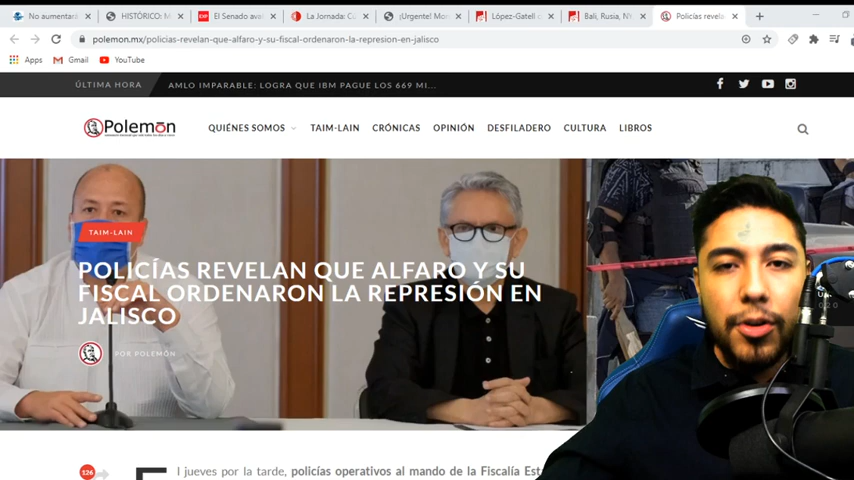 No aumentará
HISTÓRICO: M
El Senado ava
La Jornada: Cu
¡Urgente! Mon
López-Gatell
Bali, Rusia, NY
Policías revela
polemon.mx/policias-revelan-que-alfaro-y-su-fiscal-ordenaron-la-represion-en-jalisco
Apps
Gmail
YouTube
ÚLTIMA HORA
AMLO IMPARABLE: LOGRA QUE IBM PAGUE LOS 669 MI...
Polemón
QUIÉNES SOMOS
TAIM-LAIN
CRÓNICAS
OPINIÓN
DESFILADERO
CULTURA
LIBROS
TAIM-LAIN
POLICÍAS REVELAN QUE ALFARO Y SU
FISCAL ORDENARON LA REPRESIÓN EN
JALISCO
POR POLEMÓN
326
El jueves por la tarde, policías operativos al mando de la Fiscalía Est